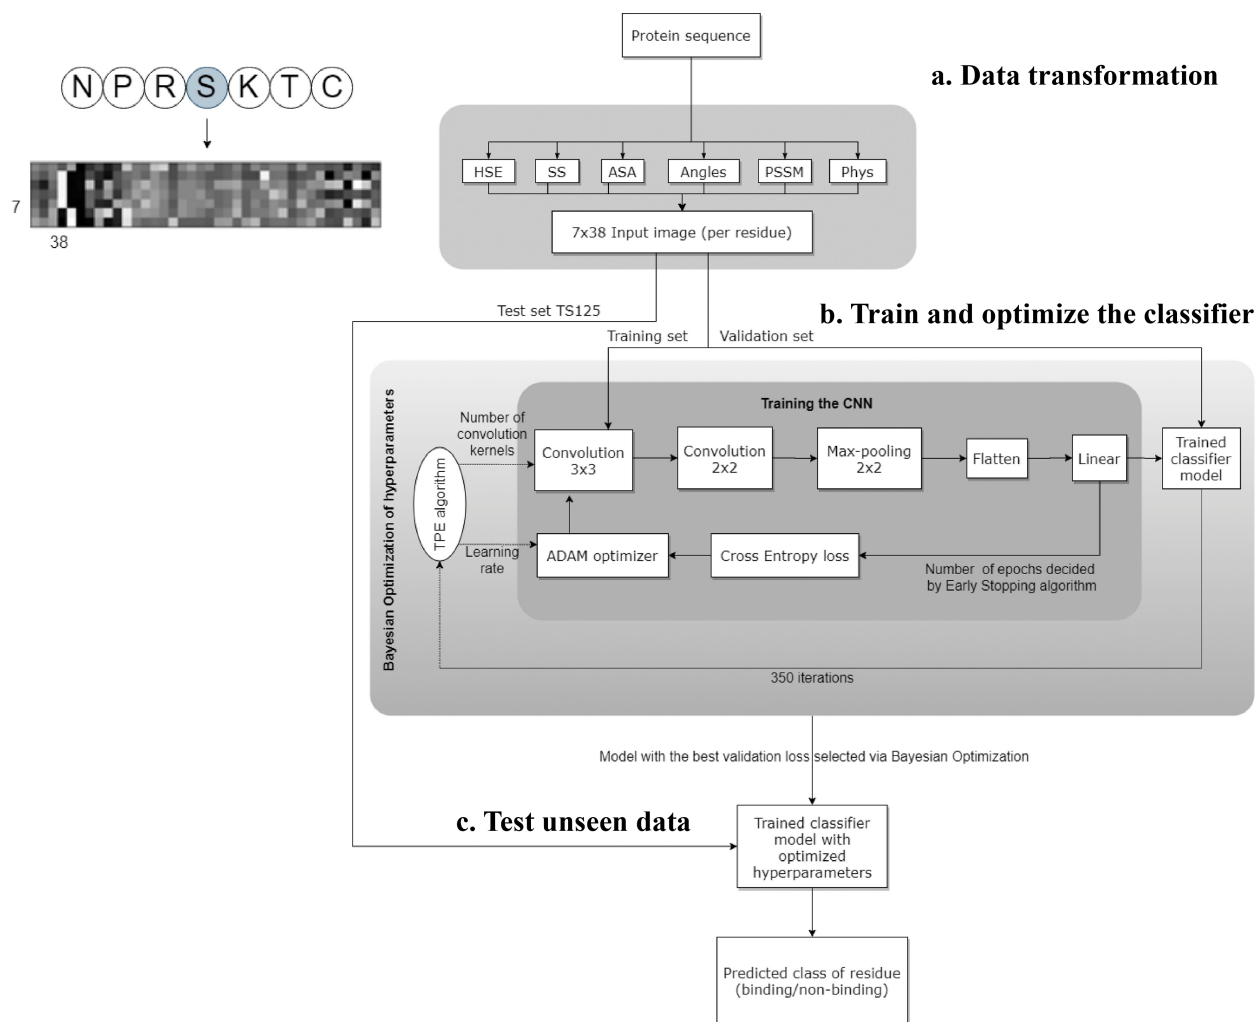 Protein sequence
a. Data transformation
N P R S K T C
HSE
SS
ASA
Angles
PSSM
Phys
7
38
7x38 Input image (per residue)
Test set TS125
b. Train and optimize the classifier
Training set
Validation set
Bayesian Optimization of hyperparameters
Training the CNN
Number of
convolution
kernels
Convolution
3x3
Convolution
2x2
Max-pooling
2x2
Flatten
Linear
Trained
classifier
model
TPE algorithm
Learning
rate
ADAM optimizer
Cross Entropy loss
Number of epochs decided
by Early Stopping algorithm
350 iterations
Model with the best validation loss selected via Bayesian Optimization
c. Test unseen data
Trained classifier
model with
optimized
hyperparameters
Predicted class of residue
(binding/non-binding)